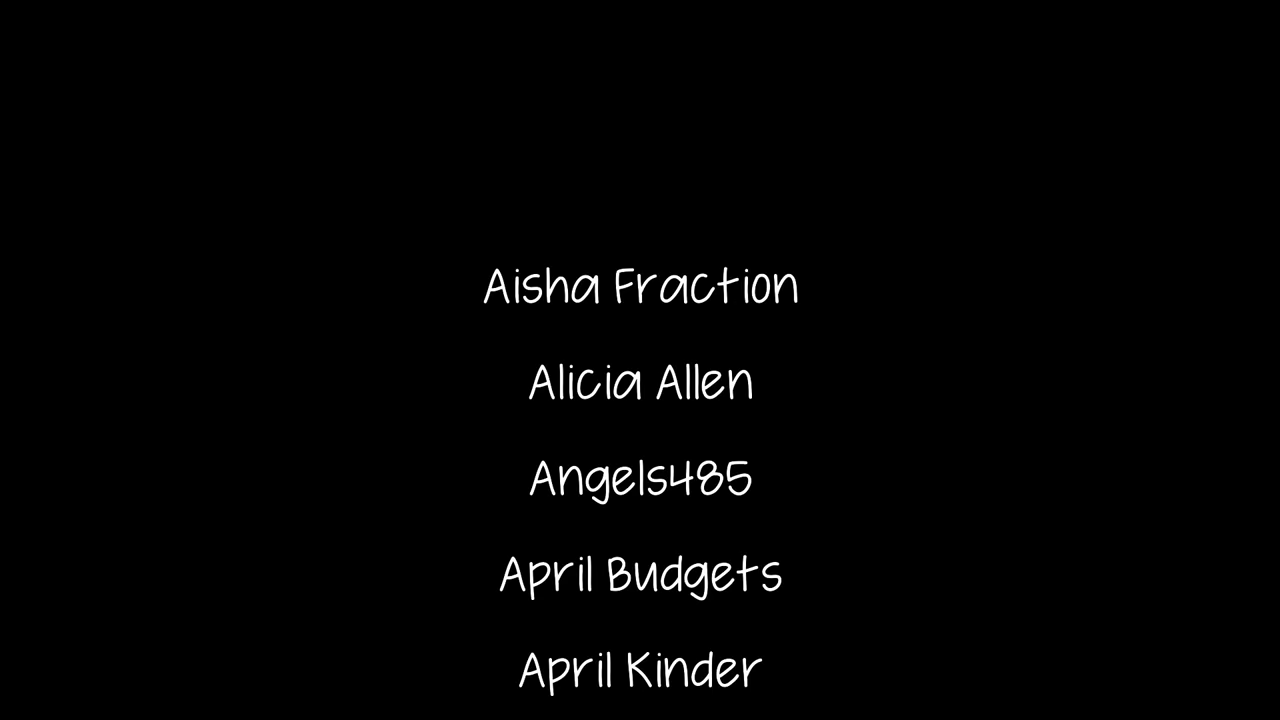 Aisha Fraction
Alicia Allen
Angels485
April Budgets
April Kinder